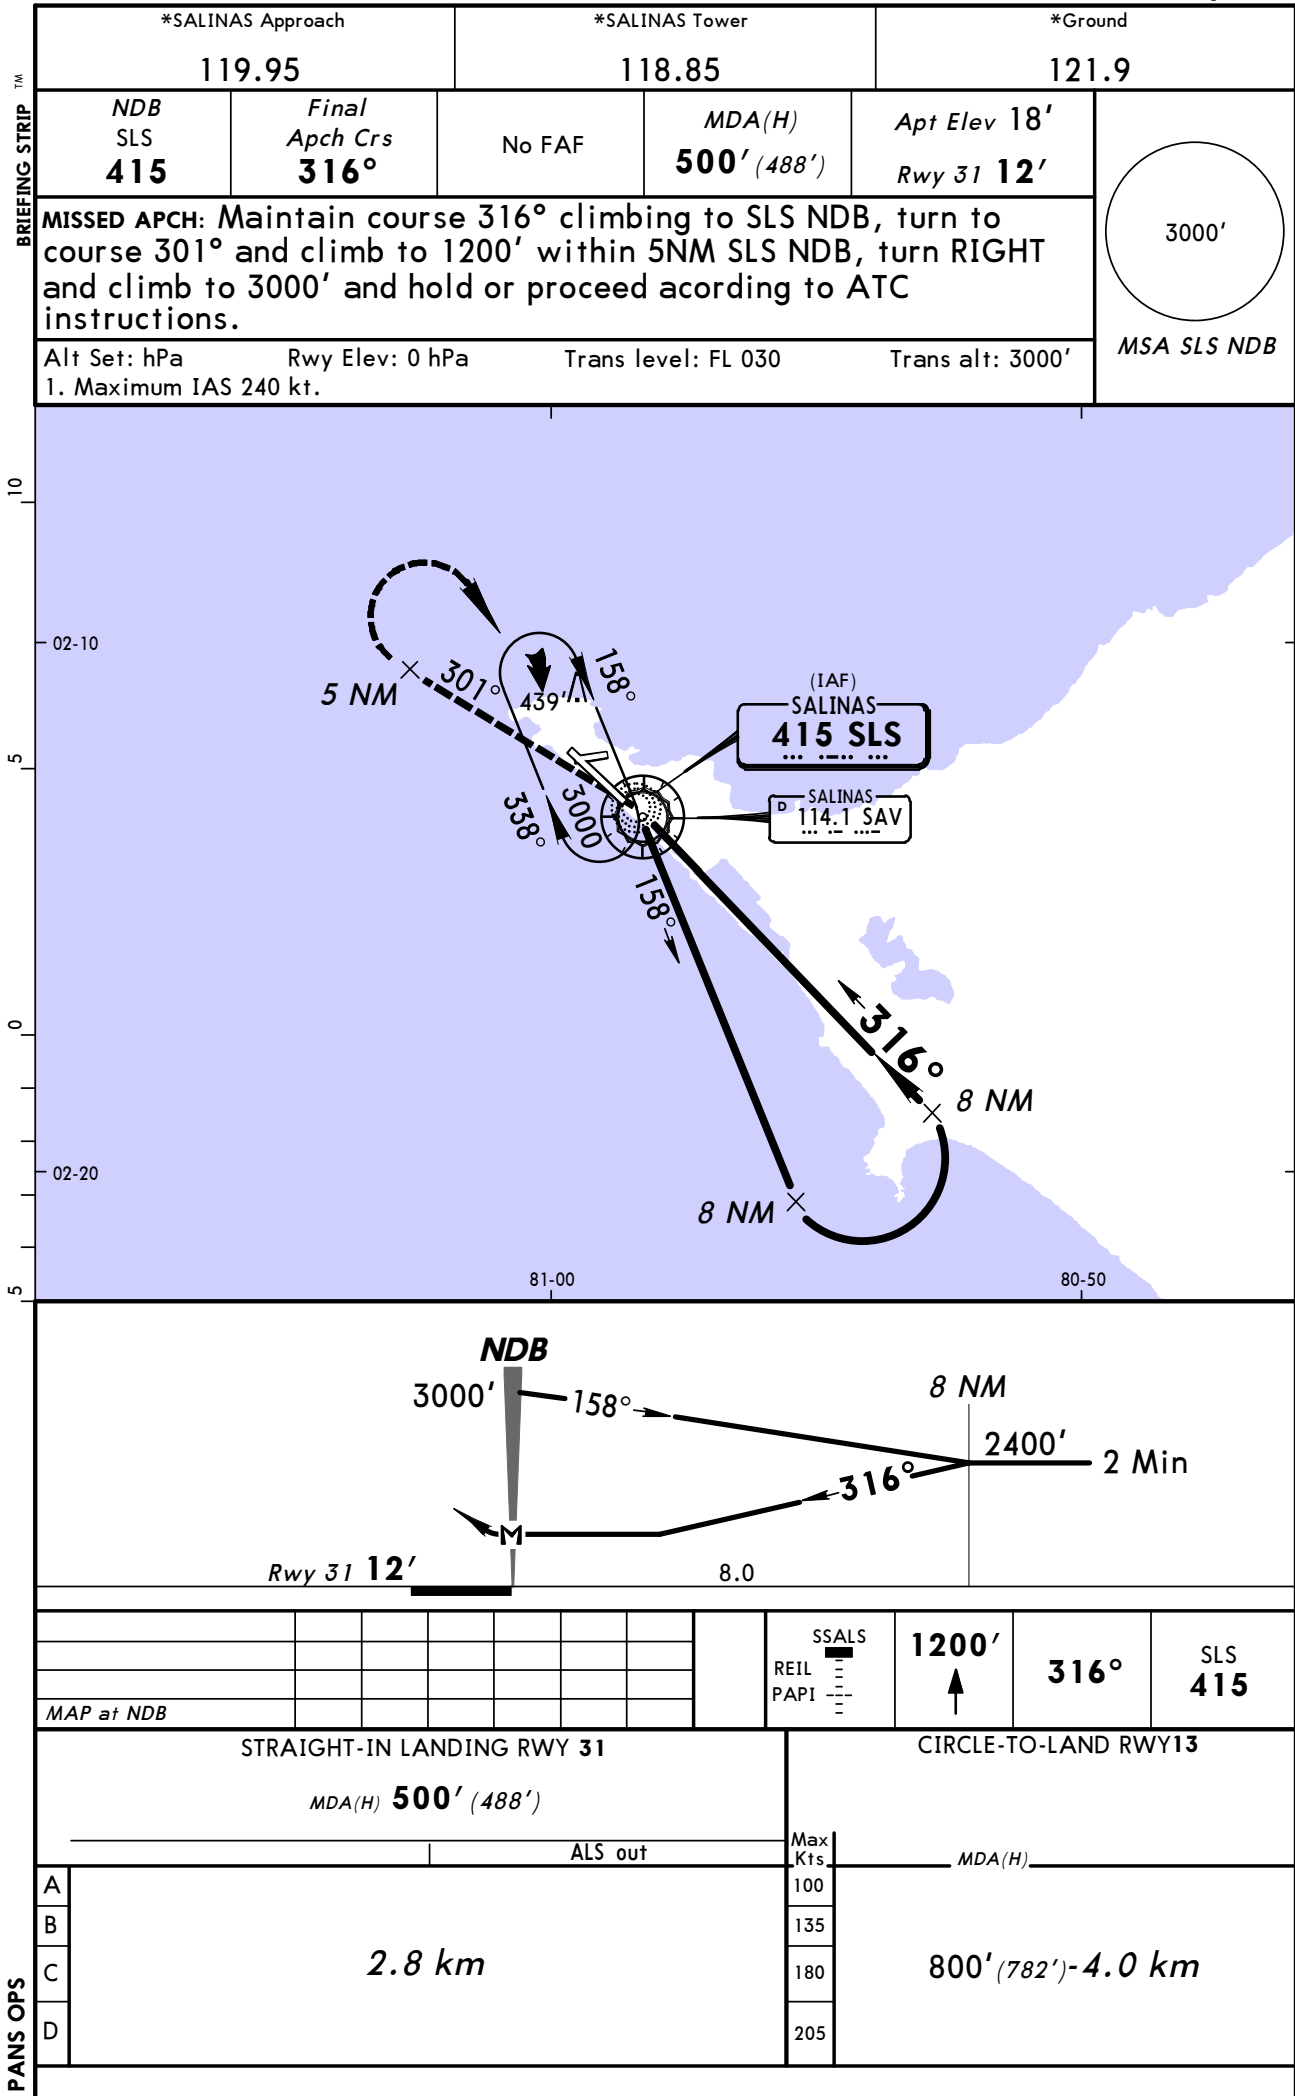 *SALINAS Approach
119.95
*SALINAS Tower
118.85
*Ground
121.9
BRIEFING STRIP TM
NDB
SLS
415
Final
Apch Crs
316°
No FAF
MDA(H)
500' (488')
Apt Elev 18'
Rwy 31 12'
3000'
MSA SLS NDB
MISSED APCH: Maintain course 316° climbing to SLS NDB, turn to
course 301° and climb to 1200' within 5NM SLS NDB, turn RIGHT
and climb to 3000' and hold or proceed acording to ATC
instructions.
Alt Set: hPa Rwy Elev: 0 hPa Trans level: FL 030 Trans alt: 3000'
1. Maximum IAS 240 kt.
10
5
0
5
02-10
02-20
81-00
80-50
5 NM
301°
439'
158°
338°
3000
(IAF)
SALINAS
415 SLS
D SALINAS
114.1 SAV
158°
316°
8 NM
8 NM
NDB
3000'
158°
8 NM
2400'
2 Min
316°
M
Rwy 31 12'
8.0
MAP at NDB
SSALS
REIL
PAPI
1200'
316°
SLS
415
STRAIGHT-IN LANDING RWY 31
MDA(H) 500' (488')
ALS out
CIRCLE-TO-LAND RWY13
Max
Kts
MDA(H)
A
B
C
D
2.8 km
100
135
180
205
800' (782')-4.0 km
PANS OPS